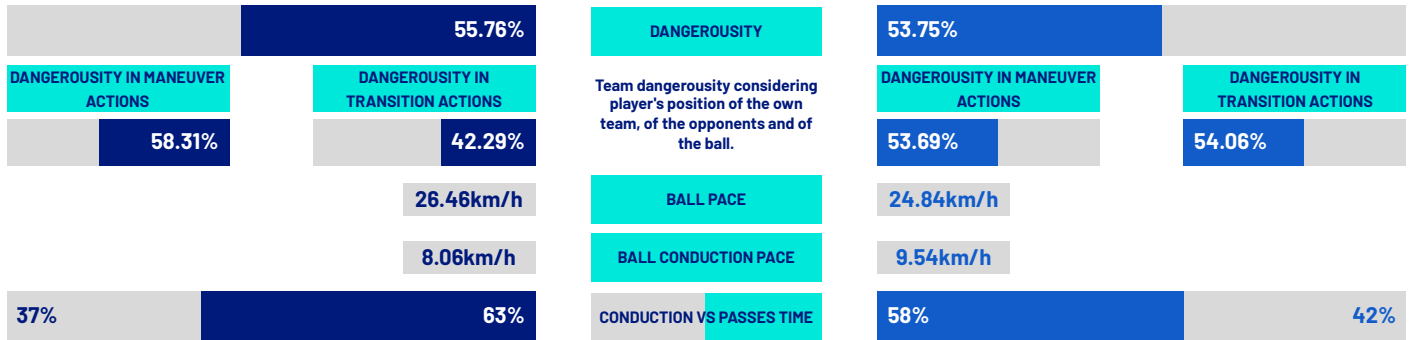 55.76%
DANGEROUSITY
53.75%
DANGEROUSITY IN MANEUVER
ACTIONS
DANGEROUSITY IN
TRANSITION ACTIONS
Team dangerousity considering
player's position of the own
team, of the opponents and of
the ball.
DANGEROUSITY IN MANEUVER
ACTIONS
DANGEROUSITY IN
TRANSITION ACTIONS
58.31%
42.29%
53.69%
54.06%
26.46km/h
BALL PACE
24.84km/h
8.06km/h
BALL CONDUCTION PACE
9.54km/h
37%
63%
CONDUCTION VS PASSES TIME
58%
42%